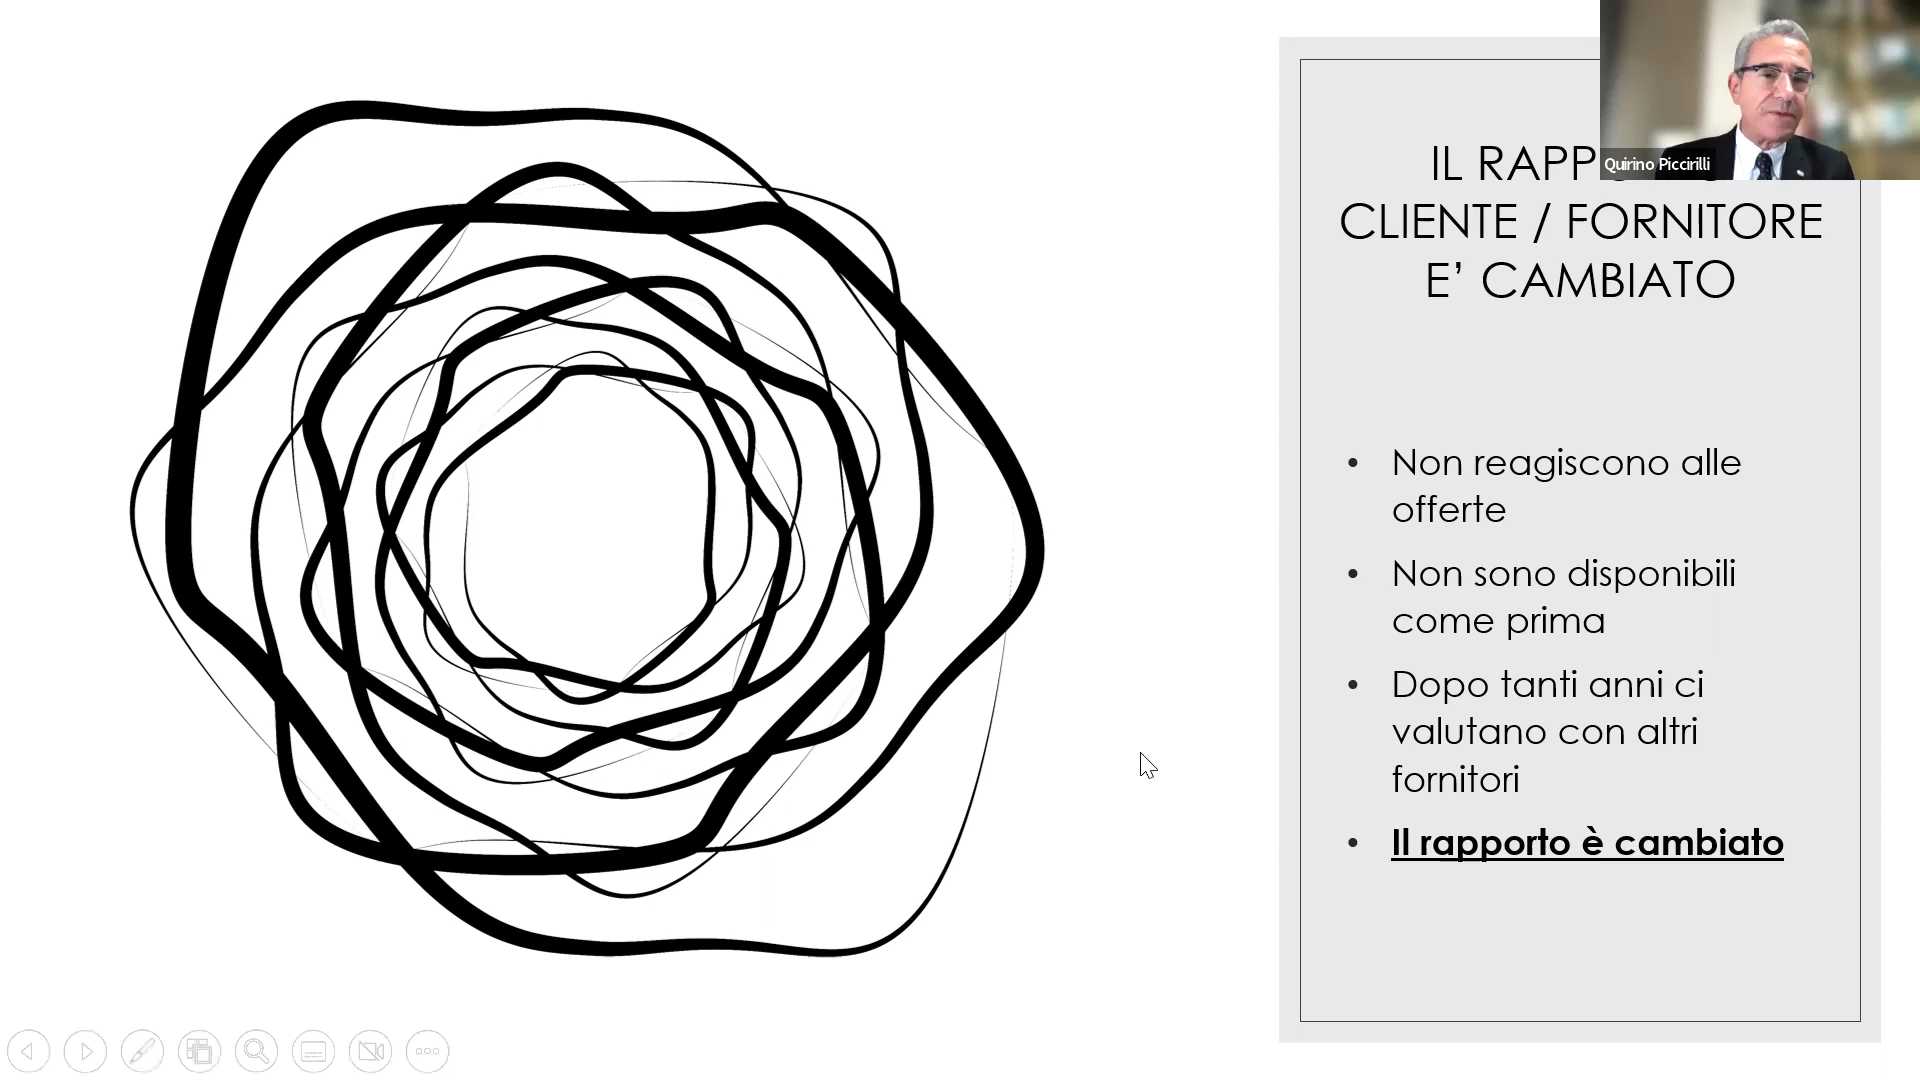 IL RAPP
CLIENTE / FORNITORE
E’ CAMBIATO
Quirino Piccirilli
• Non reagiscono alle
offerte
• Non sono disponibili
come prima
• Dopo tanti anni ci
valutano con altri
fornitori
• Il rapporto è cambiato